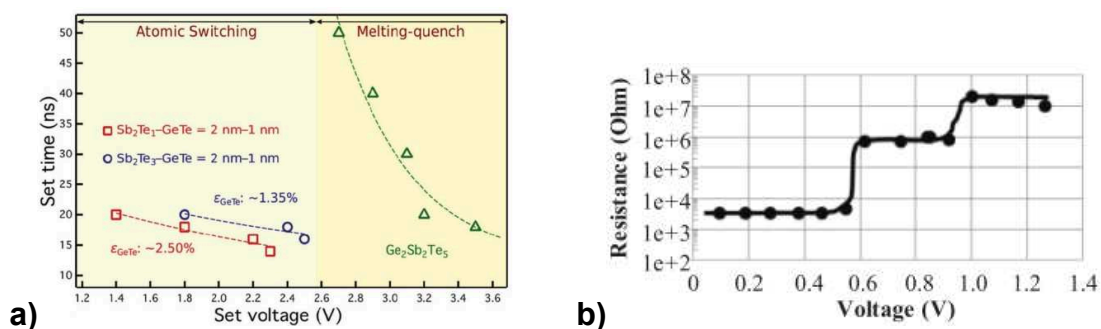 Atomic Switching
Melting-quench
50
45
40
35
30
25
20
15
10
Set time (ns)
Sb₂Te₁–GeTe = 2 nm–1 nm
Sb₂Te₃–GeTe = 2 nm–1 nm
εGeTe: ~1.35%
εGeTe: ~2.50%
Ge₂Sb₂Te₅
1.2 1.4 1.6 1.8 2.0 2.2 2.4 2.6 2.8 3.0 3.2 3.4 3.6
Set voltage (V)
a)
1e+8
1e+7
1e+6
1e+5
1e+4
1e+3
1e+2
Resistance (Ohm)
0 0.2 0.4 0.6 0.8 1.0 1.2 1.4
Voltage (V)
b)